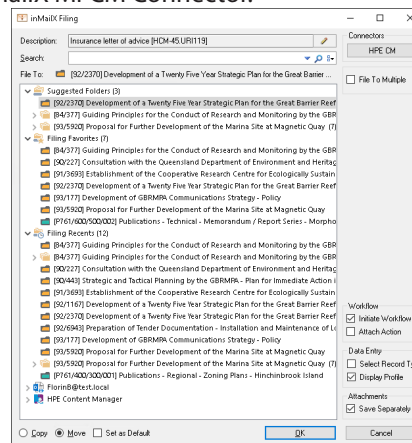 inMailX MFCM Connector.
inMailX Filing
Description: Insurance letter of advice [HCM-45.URI119]
Search:
File To: [92/2370] Development of a Twenty Five Year Strategic Plan for the Great Barrier ...
Suggested Folders (3)
[92/2370] Development of a Twenty Five Year Strategic Plan for the Great Barrier Reef
[84/377] Guiding Principles for the Conduct of Research and Monitoring by the GBR
[93/5920] Proposal for Further Development of the Marina Site at Magnetic Quay (7)
Filing Favorites (7)
[84/377] Guiding Principles for the Conduct of Research and Monitoring by the GBR
[90/227] Consultation with the Queensland Department of Environment and Heritag
[91/3693] Establishment of the Cooperative Research Centre for Ecologically Sustain
[92/2370] Development of a Twenty Five Year Strategic Plan for the Great Barrier Reef
[93/177] Development of GBRMPA Communications Strategy - Policy
[93/5920] Proposal for Further Development of the Marina Site at Magnetic Quay
[P761/600/500/002] Publications - Technical - Memorandum / Report Series - Morpho
Filing Recents (12)
[84/377] Guiding Principles for the Conduct of Research and Monitoring by the GBR
[84/377] Guiding Principles for the Conduct of Research and Monitoring by the GBR
[90/227] Consultation with the Queensland Department of Environment and Heritag
[90/443] Strategic and Tactical Planning by the GBRMPA - Plan for Immediate Action i
[91/3693] Establishment of the Cooperative Research Centre for Ecologically Sustain
[92/1167] Development of a Twenty Five Year Strategic Plan for the Great Barrier Reef
[92/2370] Development of a Twenty Five Year Strategic Plan for the Great Barrier Reef
[92/6943] Preparation of Tender Documentation - Installation and Maintenance of Lo
[93/177] Development of GBRMPA Communications Strategy - Policy
[93/5920] Proposal for Further Development of the Marina Site at Magnetic Quay
[93/5920] Proposal for Further Development of the Marina Site at Magnetic Quay (7)
[P761/400/300/001] Publications - Regional - Zoning Plans - Hinchinbrook Island
FlorinB@test.local
HPE Content Manager
Copy Move Set as Default OK
Connectors
HPE CM
File To Multiple
Workflow
Initiate Workflow
Attach Action
Data Entry
Select Record Ty
Display Profile
Attachments
Save Separately
Cancel